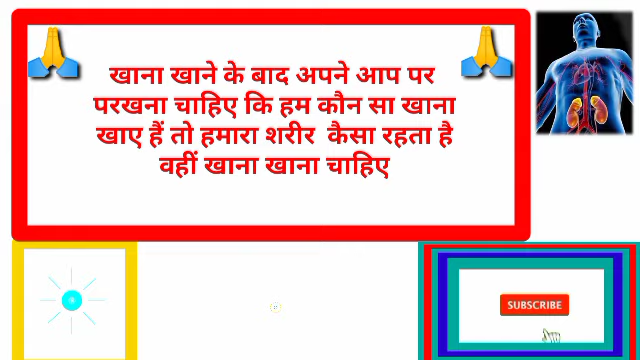 खाना खाने के बाद अपने आप पर
परखना चाहिए कि हम कौन सा खाना
खाए हैं तो हमारा शरीर कैसा रहता है
वहीं खाना खाना चाहिए
SUBSCRIBE